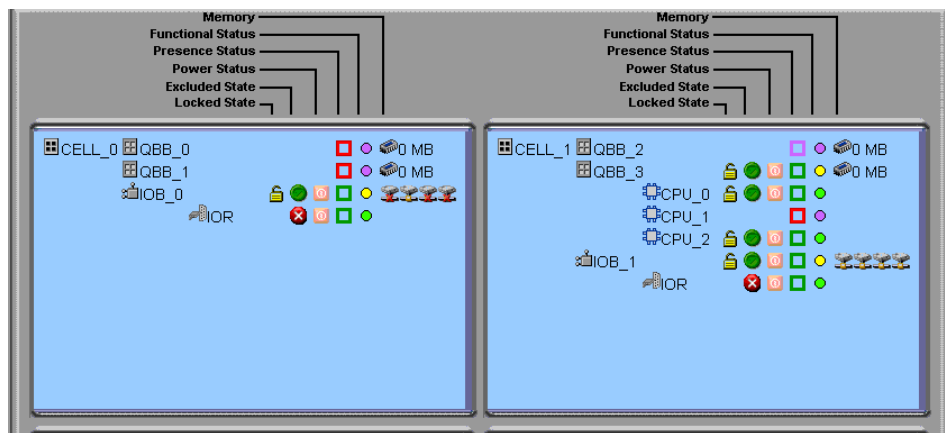 Memory
Functional Status
Presence Status
Power Status
Excluded State
Locked State
CELL_0 QBB_0 0 MB
QBB_1 0 MB
IOB_0
IOR
Memory
Functional Status
Presence Status
Power Status
Excluded State
Locked State
CELL_1 QBB_2 0 MB
QBB_3 0 MB
CPU_0
CPU_1
CPU_2
IOB_1
IOR